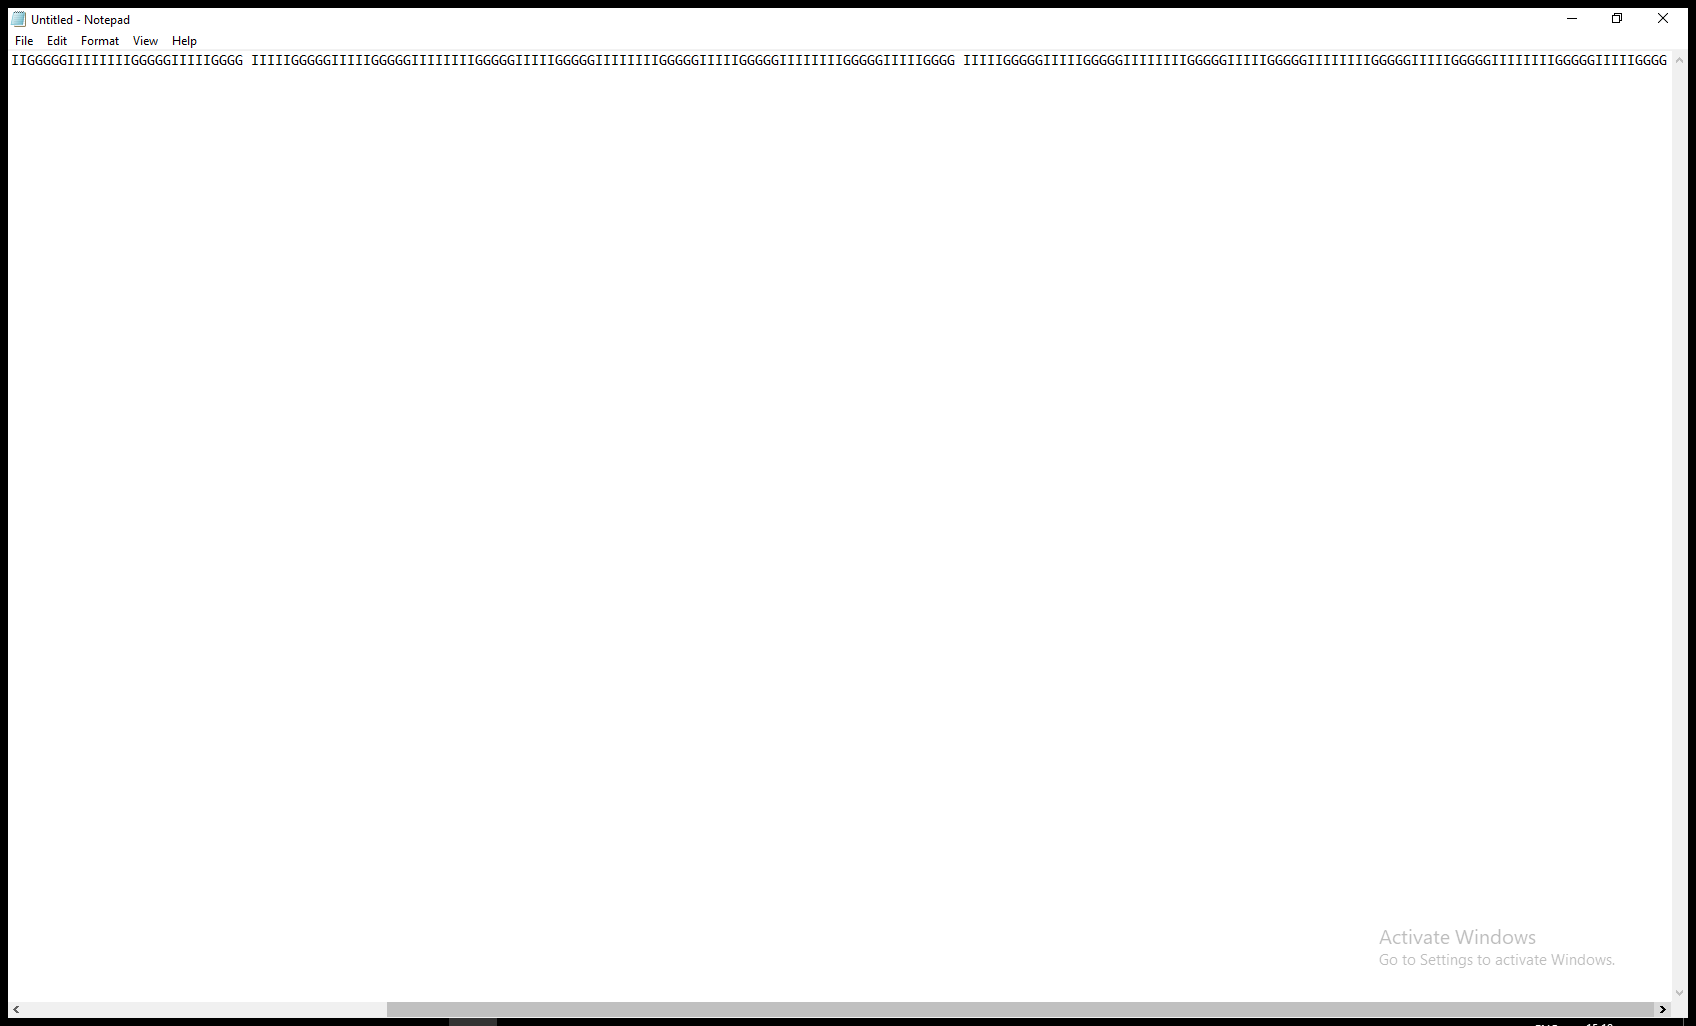 Untitled - Notepad
File Edit Format View Help
IIGGGGGIIIIIIIIGGGGGIIIIIGGGG IIIIIGGGGGIIIIIGGGGGIIIIIIIIGGGGGIIIIIGGGGGIIIIIIIIGGGGGIIIIIGGGGGIIIIIIIIGGGGGIIIIIGGGG IIIIIGGGGGIIIIIGGGGGIIIIIIIIGGGGGIIIIIGGGGGIIIIIIIIGGGGGIIIIIGGGGGIIIIIIIIGGGGGIIIIIGGGG
Activate Windows
Go to Settings to activate Windows.